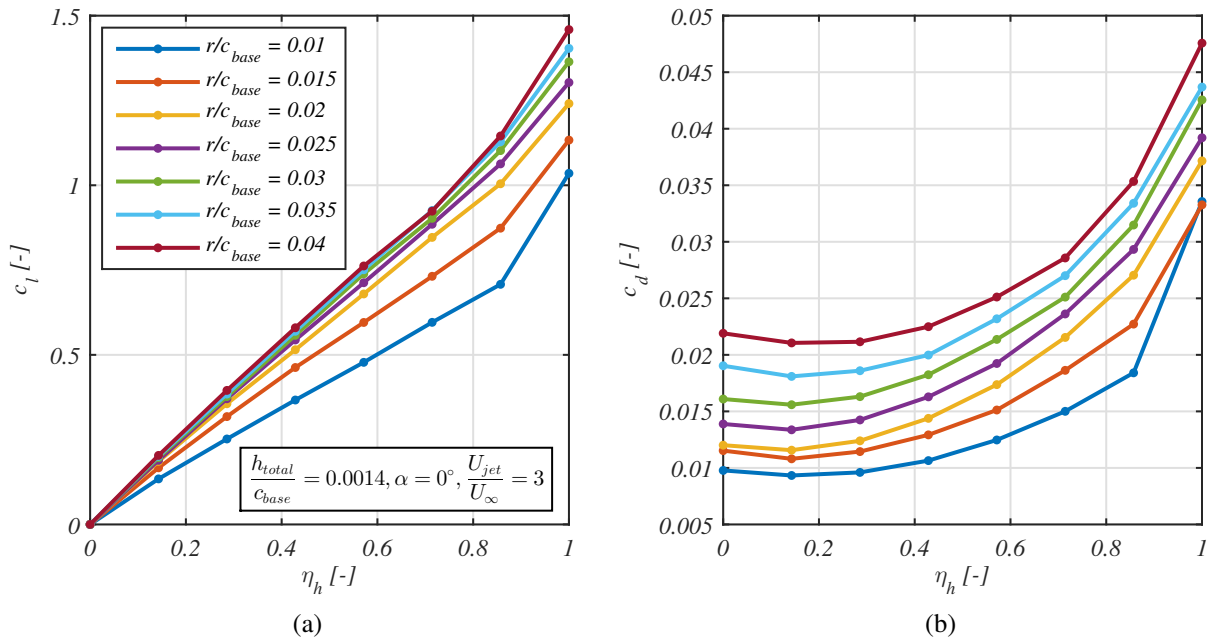 1.5
1
0.5
0
0
0.2
0.4
0.6
0.8
1
c_l [-]
η_h [-]
r/c_base = 0.01
r/c_base = 0.015
r/c_base = 0.02
r/c_base = 0.025
r/c_base = 0.03
r/c_base = 0.035
r/c_base = 0.04
h_total/c_base = 0.0014, α = 0°, U_jet/U_∞ = 3
(a)
0.05
0.045
0.04
0.035
0.03
0.025
0.02
0.015
0.01
0.005
0
0.2
0.4
0.6
0.8
1
c_d [-]
η_h [-]
(b)